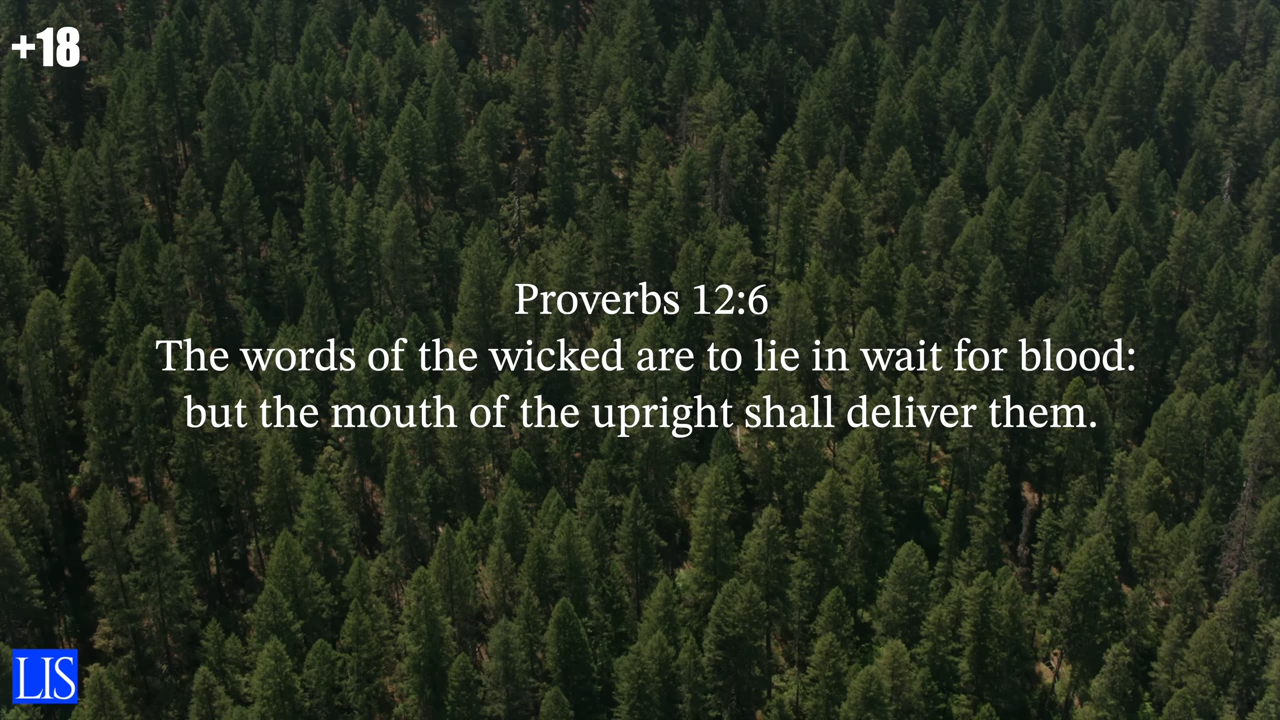 +18
Proverbs 12:6
The words of the wicked are to lie in wait for blood:
but the mouth of the upright shall deliver them.
LIS